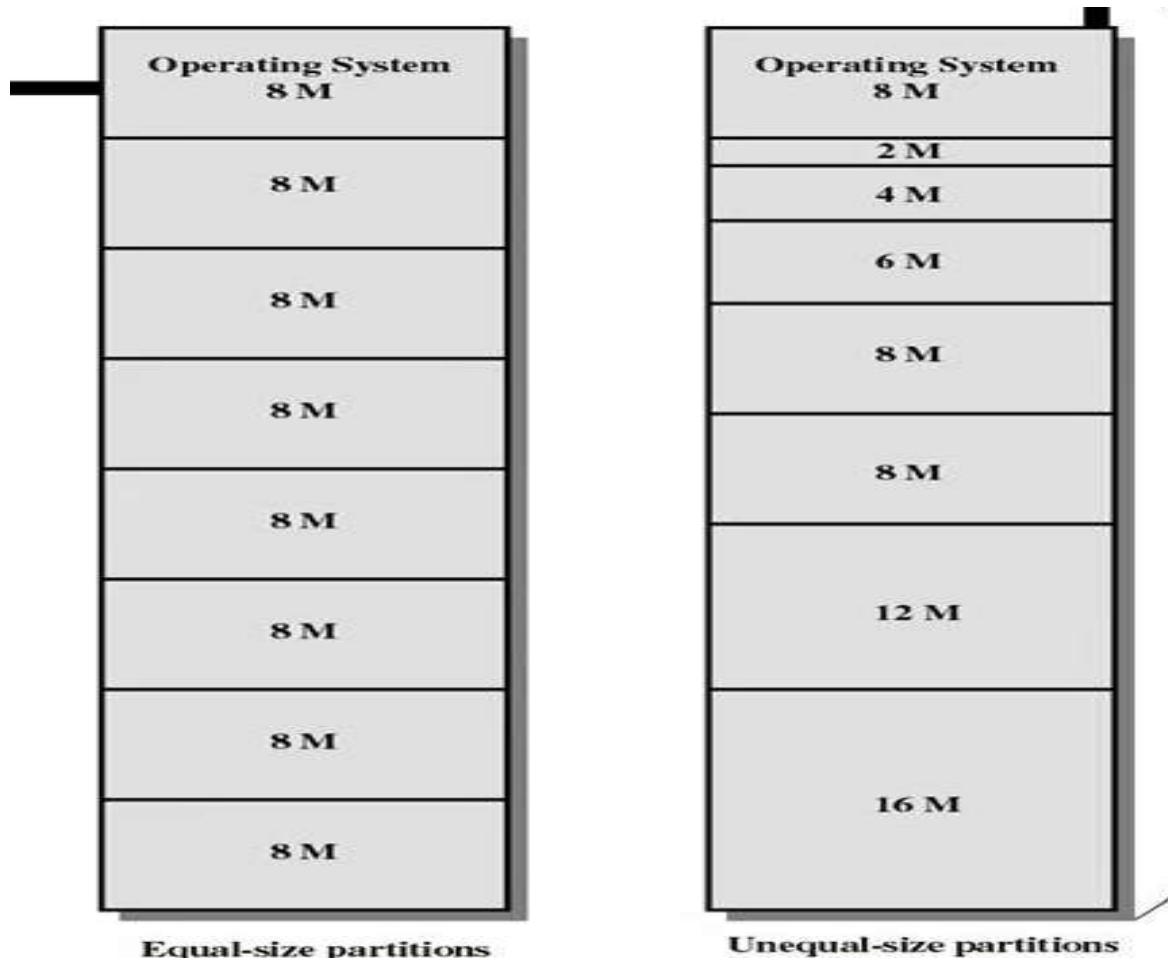 Operating System
8 M
8 M
8 M
8 M
8 M
8 M
8 M
8 M
Equal-size partitions
Operating System
8 M
2 M
4 M
6 M
8 M
8 M
12 M
16 M
Unequal-size partitions